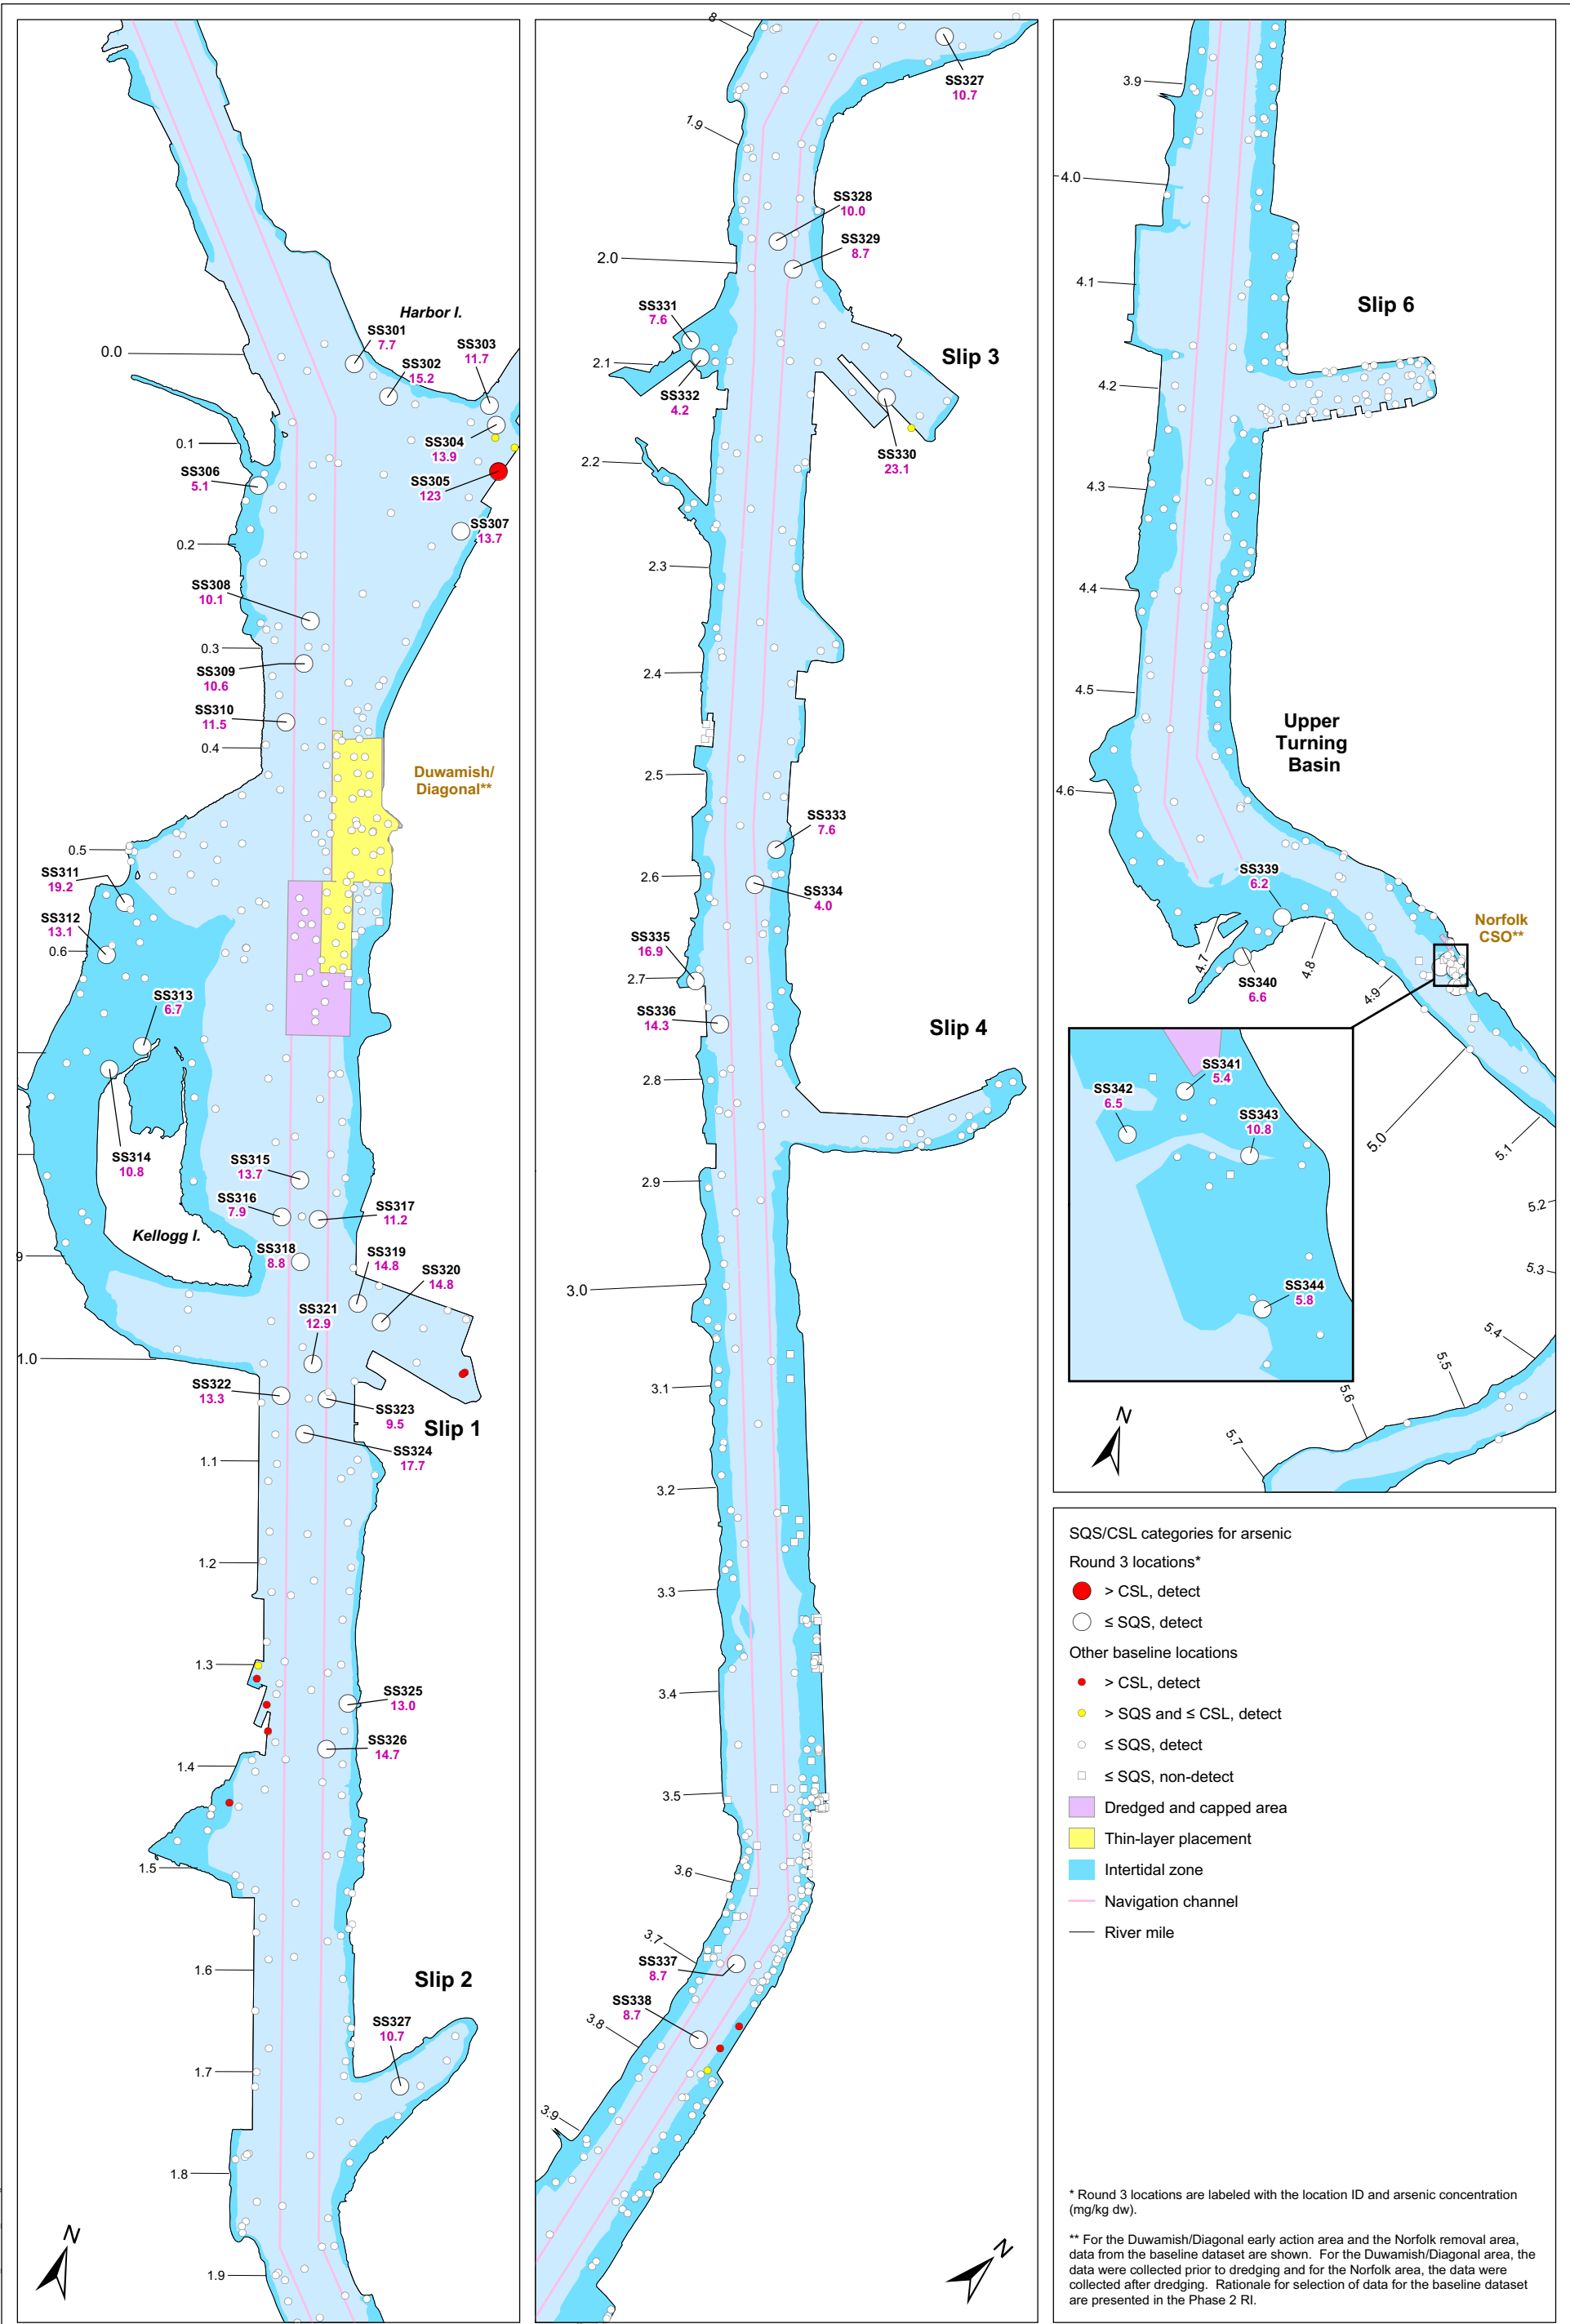 0.0
Harbor I.
SS301
7.7
SS302
15.2
SS303
11.7
0.1
SS304
13.9
SS305
123
SS306
5.1
SS307
13.7
0.2
SS308
10.1
0.3
SS309
10.6
SS310
11.5
0.4
Duwamish/
Diagonal**
0.5
SS311
19.2
SS312
13.1
0.6
SS313
6.7
SS314
10.8
SS315
13.7
SS316
7.9
SS317
11.2
Kellogg I.
SS318
8.8
SS319
14.8
SS320
14.8
9
SS321
12.9
1.0
SS322
13.3
SS323
9.5
Slip 1
SS324
17.7
1.1
1.2
1.3
SS325
13.0
SS326
14.7
1.4
1.5
1.6
Slip 2
SS327
10.7
1.7
1.8
1.9
N
8
SS327
10.7
1.9
SS328
10.0
SS329
8.7
2.0
SS331
7.6
2.1
Slip 3
SS332
4.2
SS330
23.1
2.2
2.3
2.4
2.5
SS333
7.6
2.6
SS334
4.0
SS335
16.9
2.7
SS336
14.3
Slip 4
2.8
2.9
3.0
3.1
3.2
3.3
3.4
3.5
3.6
3.7
SS337
8.7
SS338
8.7
3.8
3.9
N
3.9
4.0
4.1
Slip 6
4.2
4.3
4.4
4.5
Upper
Turning
Basin
4.6
SS339
6.2
Norfolk
CSO**
4.7
4.8
SS340
6.6
4.9
SS341
5.4
SS342
6.5
SS343
10.8
SS344
5.8
5.0
5.1
5.2
5.3
5.4
5.5
5.6
5.7
N
SQS/CSL categories for arsenic
Round 3 locations*
> CSL, detect
≤ SQS, detect
Other baseline locations
> CSL, detect
> SQS and ≤ CSL, detect
≤ SQS, detect
≤ SQS, non-detect
Dredged and capped area
Thin-layer placement
Intertidal zone
Navigation channel
River mile
* Round 3 locations are labeled with the location ID and arsenic concentration
(mg/kg dw).
** For the Duwamish/Diagonal early action area and the Norfolk removal area,
data from the baseline dataset are shown. For the Duwamish/Diagonal area, the
data were collected prior to dredging and for the Norfolk area, the data were
collected after dredging. Rationale for selection of data for the baseline dataset
are presented in the Phase 2 RI.